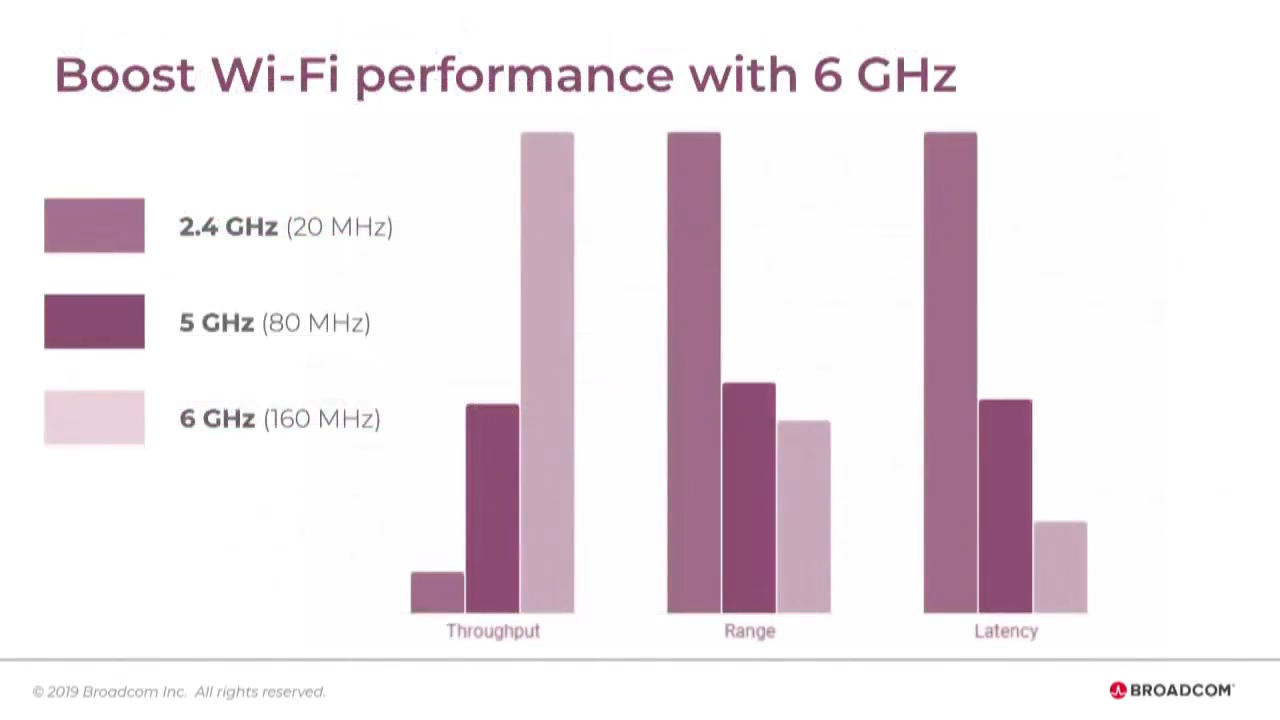 Boost Wi-Fi performance with 6 GHz
2.4 GHz (20 MHz)
5 GHz (80 MHz)
6 GHz (160 MHz)
Throughput
Range
Latency
© 2019 Broadcom Inc. All rights reserved.
BROADCOM